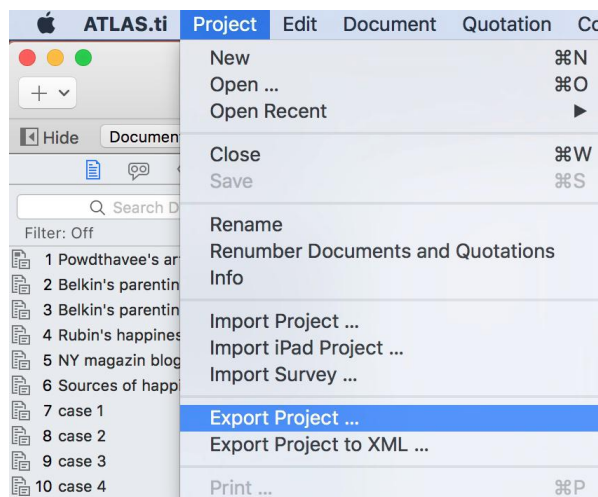 ATLAS.ti Project Edit Document Quotation Co
New ⌘N
Open ... ⌘O
Open Recent ▶
Close ⌘W
Save ⌘S
Rename
Renumber Documents and Quotations
Info
Import Project ...
Import iPad Project ...
Import Survey ...
Export Project ...
Export Project to XML ...
Print ... ⌘P
Hide Documen
Search D
Filter: Off
1 Powdthavee's ar
2 Belkin's parentin
3 Belkin's parentin
4 Rubin's happines
5 NY magazin blog
6 Sources of happi
7 case 1
8 case 2
9 case 3
10 case 4